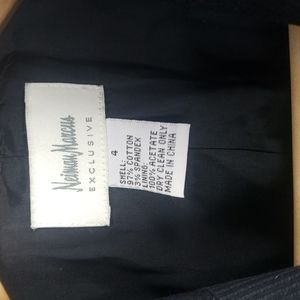 Neiman Marcus
EXCLUSIVE
4
SHELL:
97% COTTON
3% SPANDEX
LINING:
100% ACETATE
DRY CLEAN ONLY
MADE IN CHINA